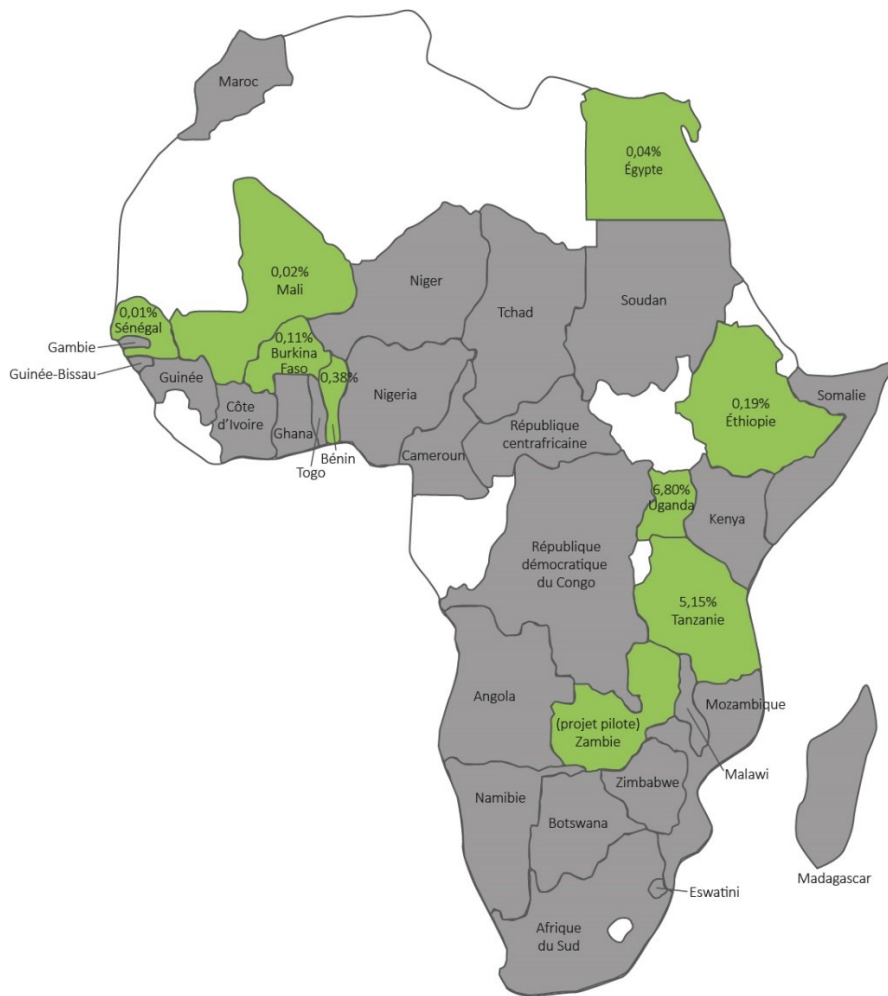 Maroc
0,04%
Égypte
0,02%
Mali
Niger
Tchad
Soudan
0,01%
Sénégal
Gambie
Guinée-Bissau
Guinée
0,11%
Burkina
Faso
0,38%
Bénin
Côte
d'Ivoire
Ghana
Togo
Nigeria
Cameroun
République
centrafricaine
0,19%
Éthiopie
Somalie
6,80%
Uganda
Kenya
République
démocratique
du Congo
5,15%
Tanzanie
Angola
(projet pilote)
Zambie
Mozambique
Malawi
Zimbabwe
Namibie
Botswana
Madagascar
Eswatini
Afrique
du Sud